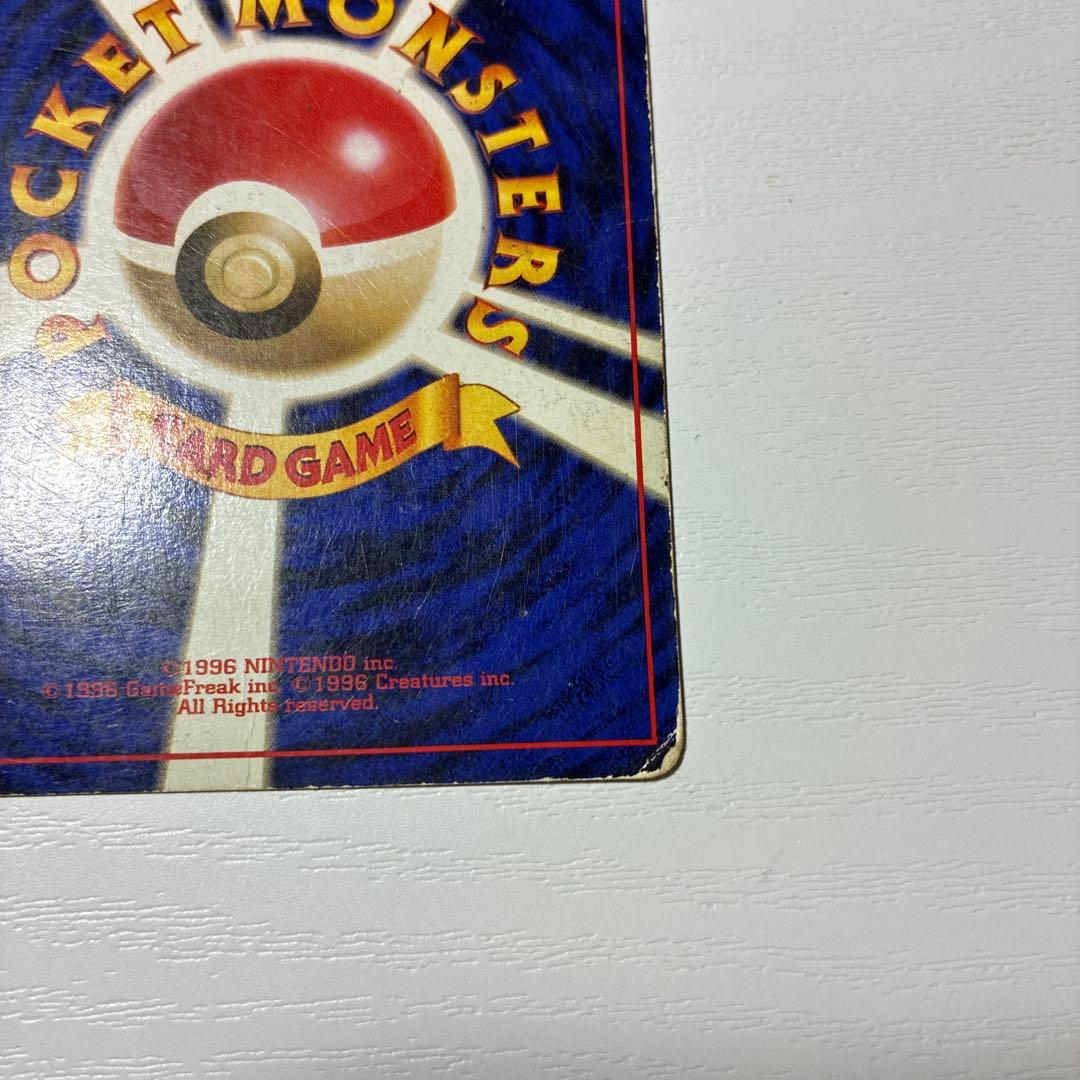 POCKET MONSTERS
CARD GAME
©1996 NINTENDO inc.
©1996 GameFreak inc. ©1996 Creatures inc.
All Rights reserved.